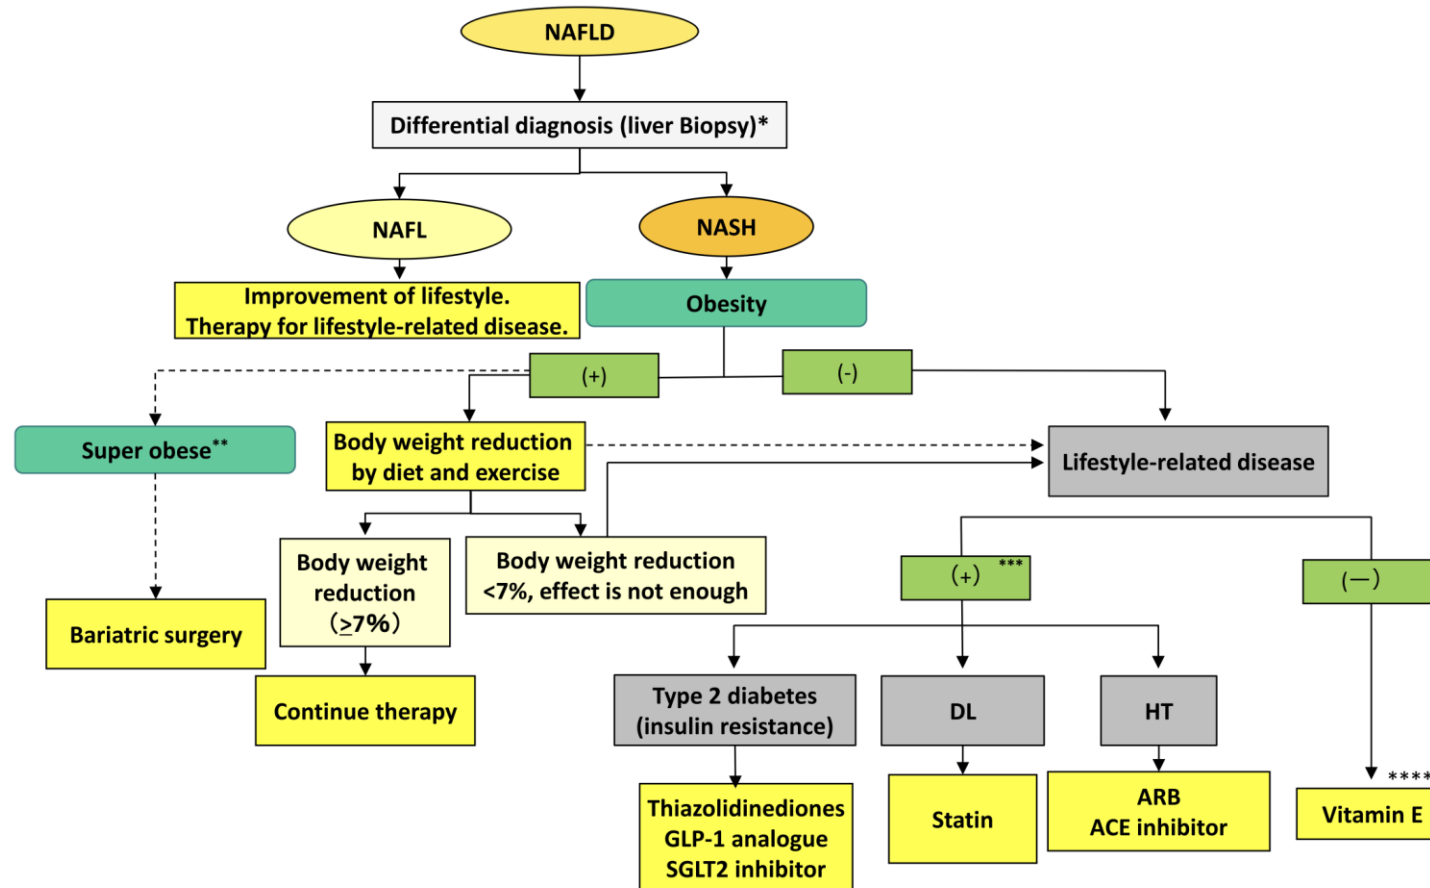 NAFLD
Differential diagnosis (liver Biopsy)*
NAFL
NASH
Improvement of lifestyle.
Therapy for lifestyle-related disease.
Obesity
(+)
(-)
Super obese**
Body weight reduction
by diet and exercise
Lifestyle-related disease
Body weight
reduction
(≥7%)
Body weight reduction
<7%, effect is not enough
(+) ***
(—)
Bariatric surgery
Continue therapy
Type 2 diabetes
(insulin resistance)
DL
HT
Thiazolidinediones
GLP-1 analogue
SGLT2 inhibitor
Statin
ARB
ACE inhibitor
****
Vitamin E